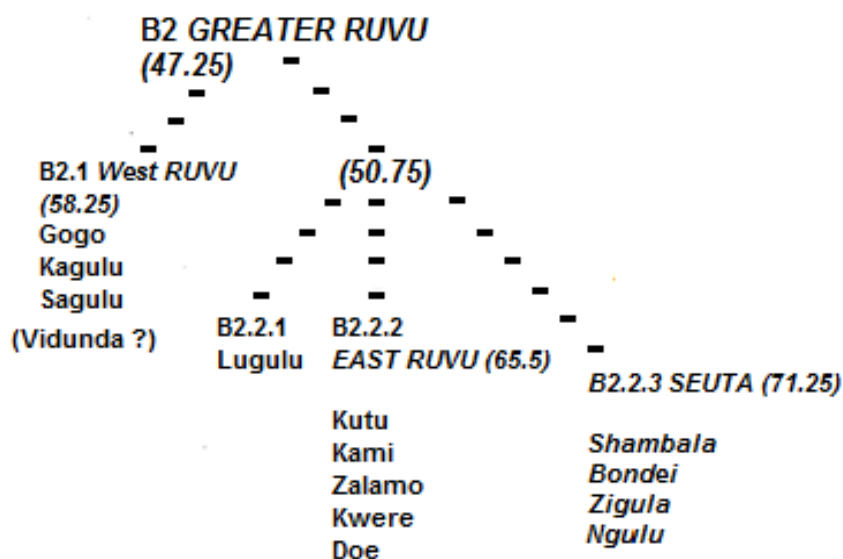 B2 GREATER RUVU
(47.25)
B2.1 West RUVU
(58.25)
Gogo
Kagulu
Sagulu
(Vidunda ?)
(50.75)
B2.2.1
Lugulu
B2.2.2
EAST RUVU (65.5)
Kutu
Kami
Zalamo
Kwere
Doe
B2.2.3 SEUTA (71.25)
Shambala
Bondei
Zigula
Ngulu